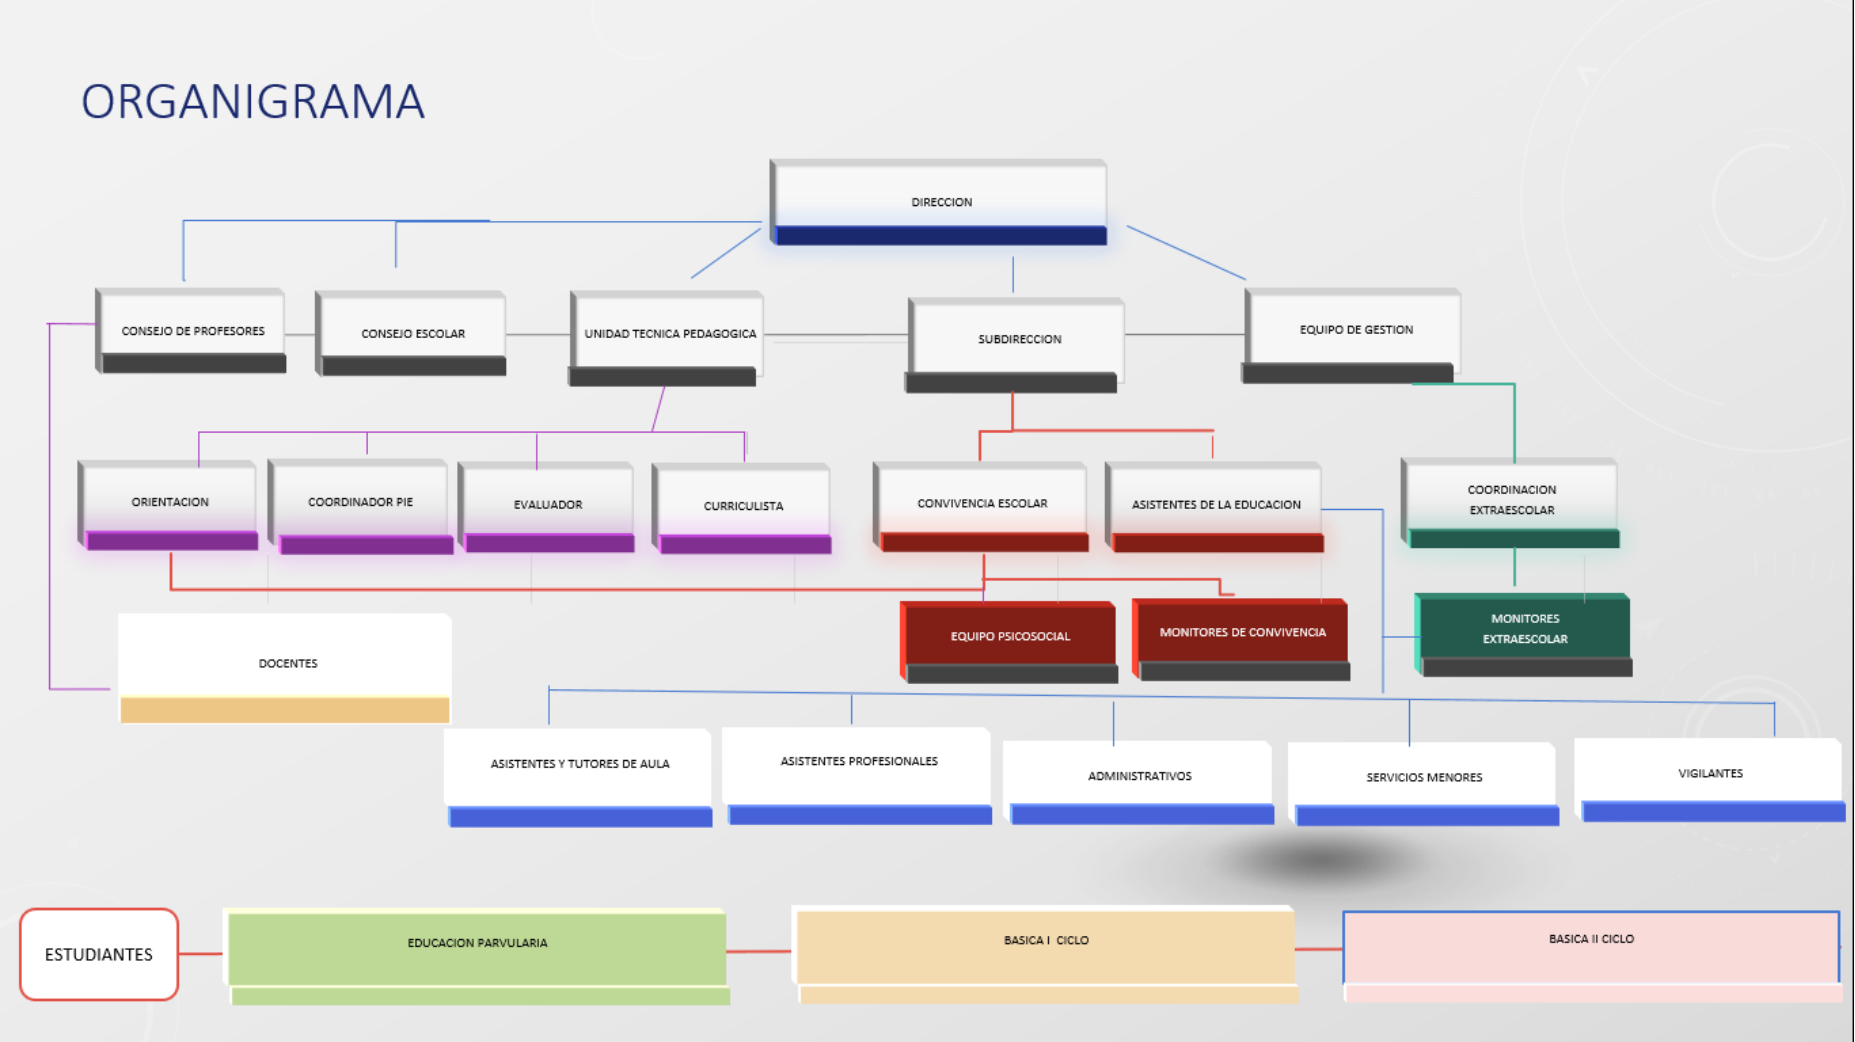 ORGANIGRAMA
DIRECCION
CONSEJO DE PROFESORES
CONSEJO ESCOLAR
UNIDAD TECNICA PEDAGOGICA
SUBDIRECCION
EQUIPO DE GESTION
ORIENTACION
COORDINADOR PIE
EVALUADOR
CURRICULISTA
CONVIVENCIA ESCOLAR
ASISTENTES DE LA EDUCACION
COORDINACION
EXTRAESCOLAR
DOCENTES
EQUIPO PSICOSOCIAL
MONITORES DE CONVIVENCIA
MONITORES
EXTRAESCOLAR
ASISTENTES Y TUTORES DE AULA
ASISTENTES PROFESIONALES
ADMINISTRATIVOS
SERVICIOS MENORES
VIGILANTES
ESTUDIANTES
EDUCACION PARVULARIA
BASICA I  CICLO
BASICA II CICLO